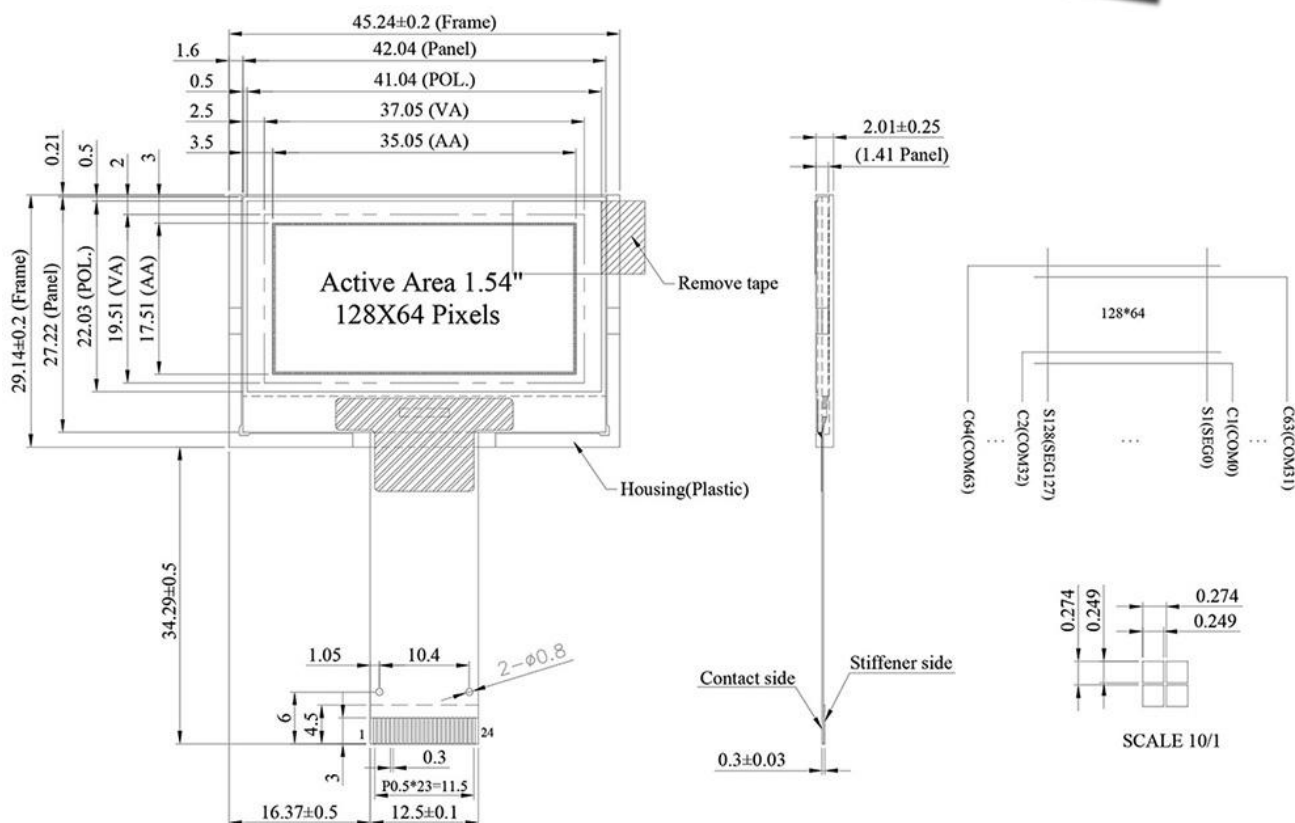 45.24±0.2 (Frame)
1.6
42.04 (Panel)
0.5
41.04 (POL.)
2.5
37.05 (VA)
3.5
35.05 (AA)
0.21
0.5
2
3
29.14±0.2 (Frame)
27.22 (Panel)
22.03 (POL.)
19.51 (VA)
17.51 (AA)
Active Area 1.54"
128X64 Pixels
Remove tape
Housing(Plastic)
34.29±0.5
1.05
10.4
2-ø0.8
6
4.5
3
1
24
0.3
P0.5*23=11.5
16.37±0.5
12.5±0.1
2.01±0.25
(1.41 Panel)
Contact side
Stiffener side
0.3±0.03
128*64
C64(COM63)
...
C2(COM32)
S128(SEG127)
...
S1(SEG0)
C1(COM0)
...
C63(COM31)
0.274
0.249
0.274
0.249
SCALE 10/1